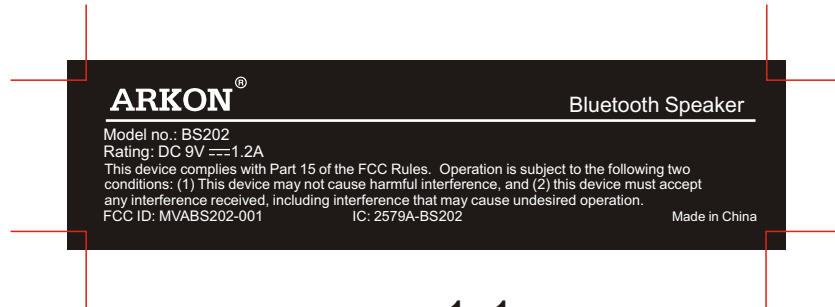 ARKON®
Bluetooth Speaker
Model no.: BS202
Rating: DC 9V ⎓1.2A
This device complies with Part 15 of the FCC Rules. Operation is subject to the following two
conditions: (1) This device may not cause harmful interference, and (2) this device must accept
any interference received, including interference that may cause undesired operation.
FCC ID: MVABS202-001 IC: 2579A-BS202 Made in China